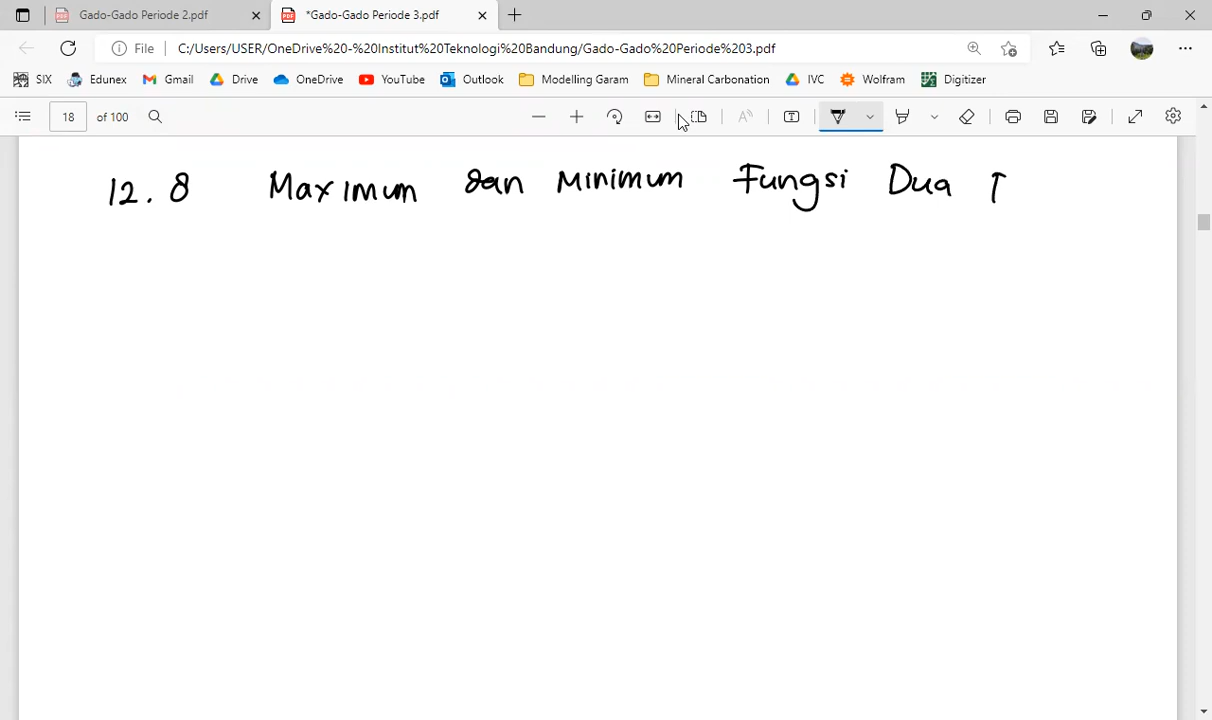 Gado-Gado Periode 2.pdf
*Gado-Gado Periode 3.pdf
File C:/Users/USER/OneDrive%20-%20Institut%20Teknologi%20Bandung/Gado-Gado%20Periode%203.pdf
SIX Edunex Gmail Drive OneDrive YouTube Outlook Modelling Garam Mineral Carbonation IVC Wolfram Digitizer
18 of 100
12. 8 Maximum dan Minimum Fungsi Dua